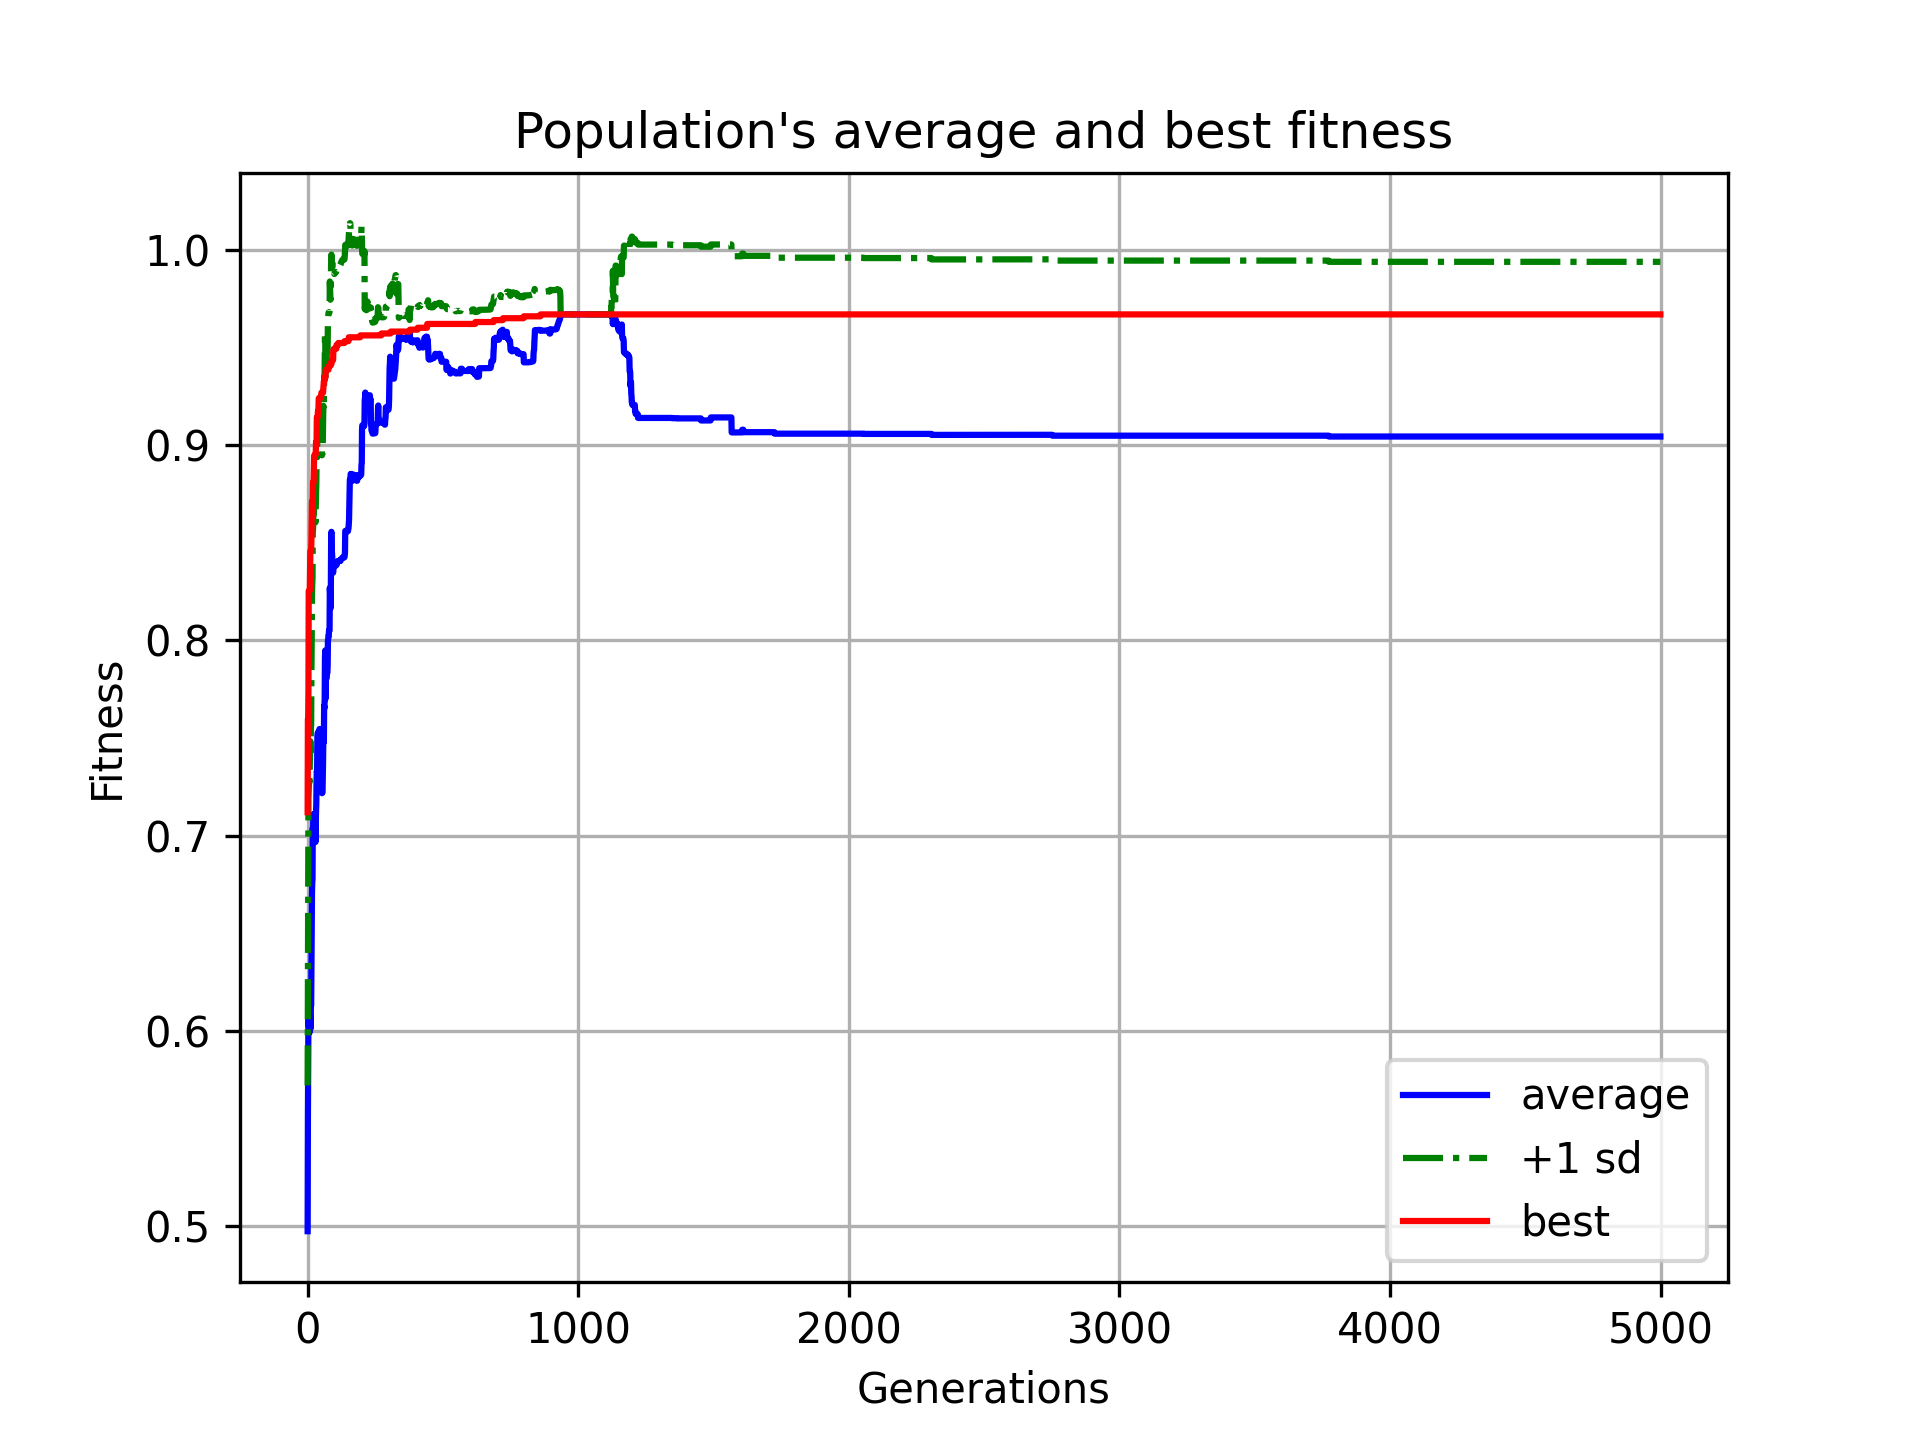 Population's average and best fitness
1.0
0.9
0.8
0.7
0.6
0.5
Fitness
0 1000 2000 3000 4000 5000
Generations
average
+1 sd
best